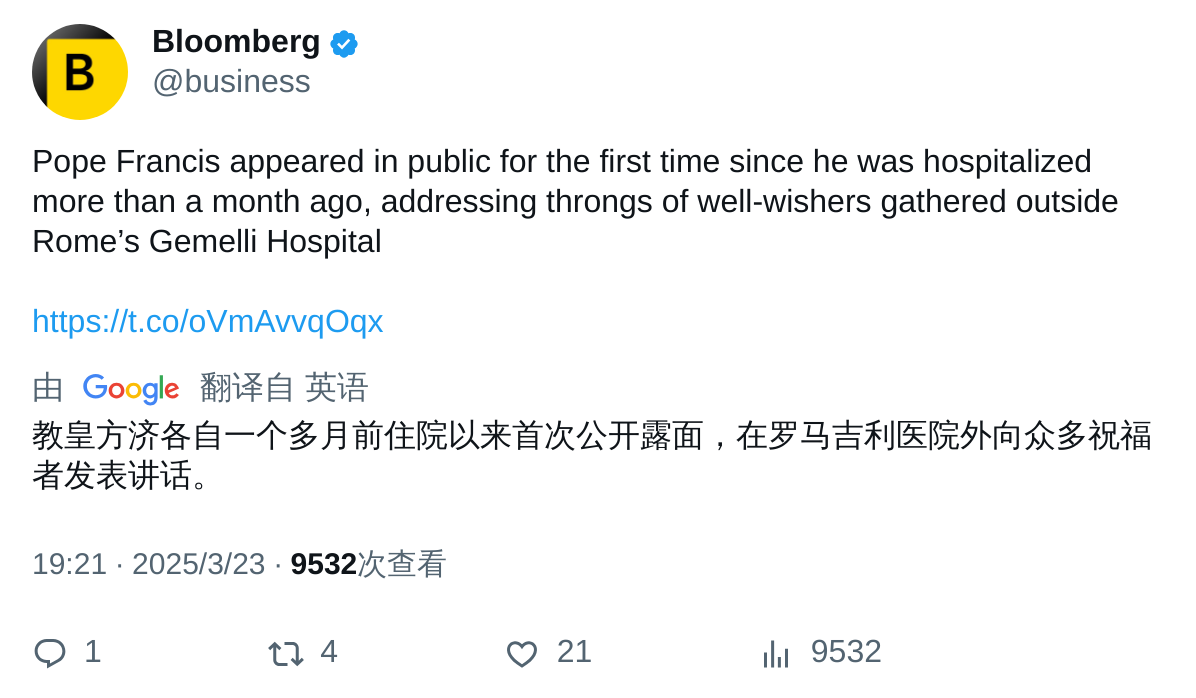 B
Bloomberg
@business
Pope Francis appeared in public for the first time since he was hospitalized
more than a month ago, addressing throngs of well-wishers gathered outside
Rome’s Gemelli Hospital
https://t.co/oVmAvvqOqx
由 Google 翻译自 英语
教皇方济各自一个多月前住院以来首次公开露面，在罗马吉利医院外向众多祝福
者发表讲话。
19:21 · 2025/3/23 · 9532次查看
1 4 21 9532